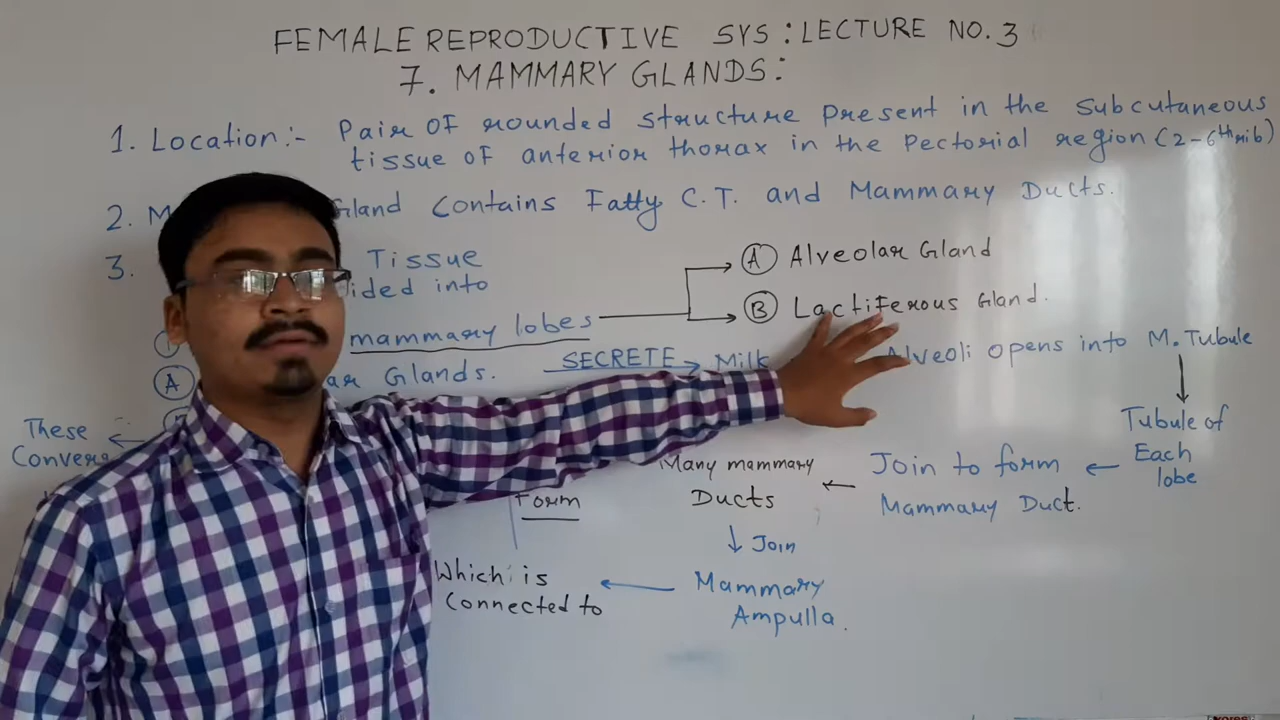 FEMALE REPRODUCTIVE SYS : LECTURE NO. 3
7. MAMMARY GLANDS:
1. Location:- Pair OF rounded structure present in the Subcutaneous
tissue of anterior thorax in the Pectorial region (2-6th rib)
2. M Gland Contains Fatty C.T. and Mammary Ducts.
3. Tissue
ided into
mammary lobes
A Alveolar Gland
B Lactiferous Gland.
A ar Glands. SECRETE Milk
Alveoli opens into M. Tubule
Tubule of
Each
lobe
Join to form
Mammary Duct.
Many mammary
Ducts
Join
Mammary
Ampulla.
Which is
Connected to
Form
These
Converg